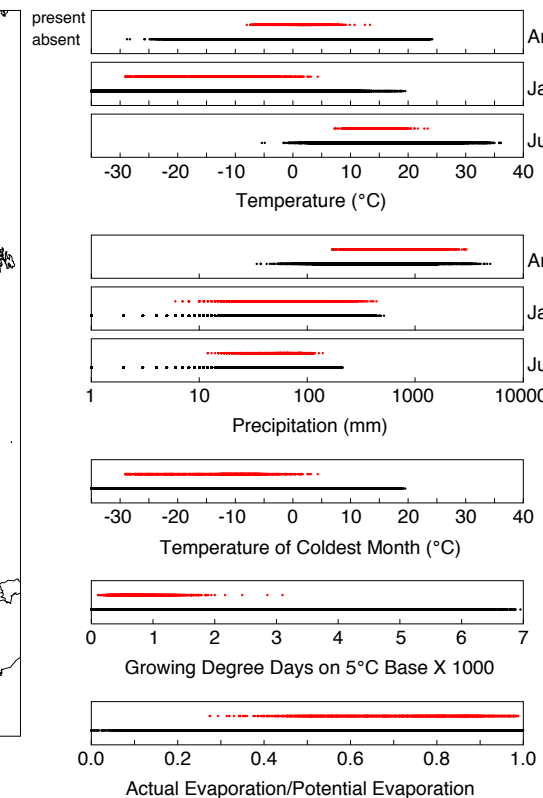 present
absent
An
Ja
Ju
-30 -20 -10 0 10 20 30 40
Temperature (°C)
An
Ja
Ju
1 10 100 1000 10000
Precipitation (mm)
-30 -20 -10 0 10 20 30 40
Temperature of Coldest Month (°C)
0 1 2 3 4 5 6 7
Growing Degree Days on 5°C Base X 1000
0.0 0.2 0.4 0.6 0.8 1.0
Actual Evaporation/Potential Evaporation